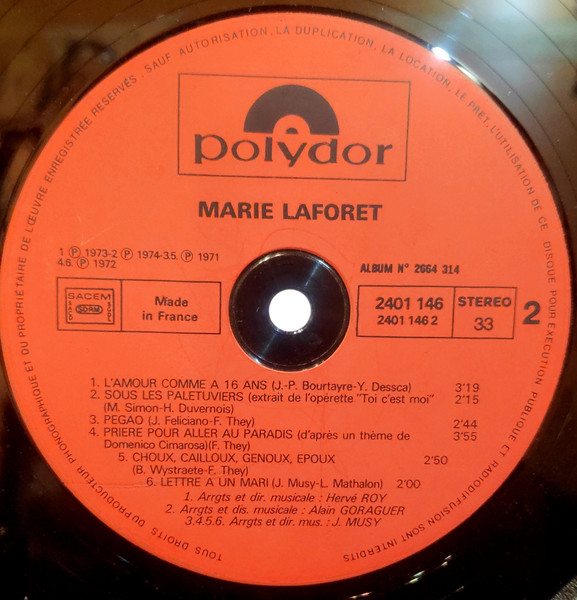 TOUS DROITS DU PRODUCTEUR PHONOGRAPHIQUE ET DU PROPRIÉTAIRE DE L'ŒUVRE ENREGISTRÉE RÉSERVÉS. SAUF AUTORISATION, LA DUPLICATION, LA LOCATION, LE PRÊT, L'UTILISATION DE CE DISQUE POUR EXÉCUTION PUBLIQUE ET RADIODIFFUSION SONT INTERDITS
polydor
MARIE LAFORET
1 Ⓟ 1973-2 Ⓟ 1974-3.5. Ⓟ 1971
4.6. Ⓟ 1972
ALBUM N° 2664 314
SACEM
SDRM
Made
in France
2401 146
2401 146 2
STEREO
33
2
1. L'AMOUR COMME A 16 ANS (J.-P. Bourtayre-Y. Dessca) 3'19
2. SOUS LES PALETUVIERS (extrait de l'opérette "Toi c'est moi" 2'15
(M. Simon-H. Duvernois)
3. PEGAO (J. Feliciano-F. They) 2'44
4. PRIERE POUR ALLER AU PARADIS (d'après un thème de 3'55
Domenico Cimarosa)(F. They)
5. CHOUX, CAILLOUX, GENOUX, EPOUX 2'50
(B. Wystraete-F. They)
6. LETTRE A UN MARI (J. Musy-L. Mathalon) 2'00
1. Arrgts et dir. musicale : Hervé ROY
2. Arrgts et dis. musicale : Alain GORAGUER
3.4.5.6. Arrgts et dir. mus. : J. MUSY